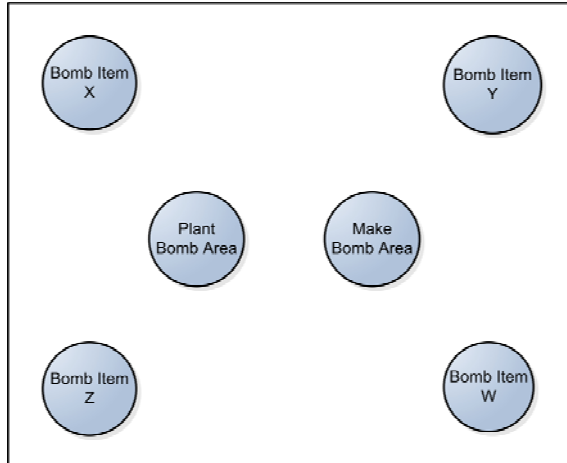 Bomb Item
X
Bomb Item
Y
Plant
Bomb Area
Make
Bomb Area
Bomb Item
Z
Bomb Item
W